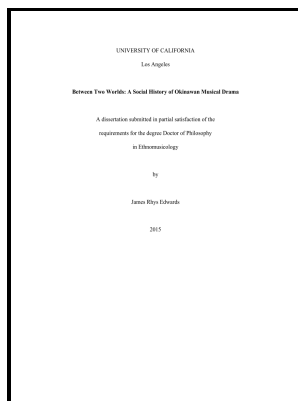 UNIVERSITY OF CALIFORNIA
Los Angeles
Between Two Worlds: A Social History of Okinawan Musical Drama
A dissertation submitted in partial satisfaction of the
requirements for the degree Doctor of Philosophy
in Ethnomusicology
by
James Rhys Edwards
2015